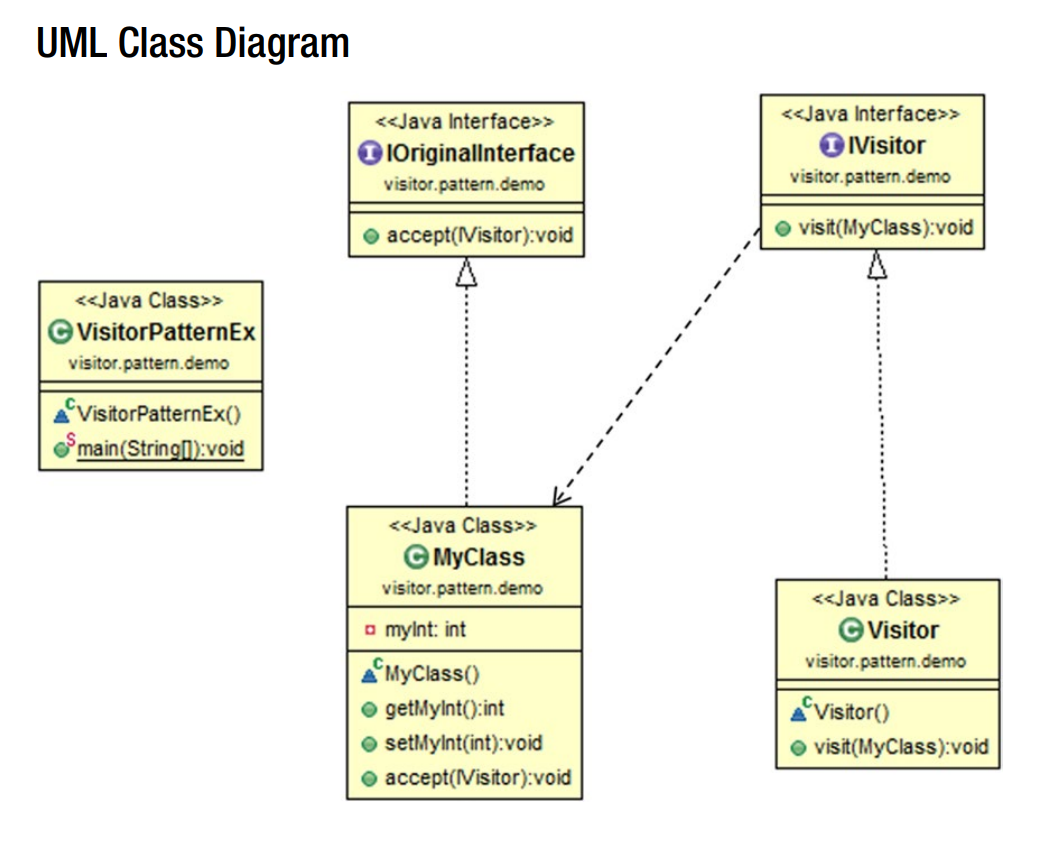 UML Class Diagram
<<Java Interface>>
IOriginalInterface
visitor.pattern.demo
accept(IVisitor):void
<<Java Interface>>
IVisitor
visitor.pattern.demo
visit(MyClass):void
<<Java Class>>
VisitorPatternEx
visitor.pattern.demo
VisitorPatternEx()
main(String[]):void
<<Java Class>>
MyClass
visitor.pattern.demo
myInt: int
MyClass()
getMyInt():int
setMyInt(int):void
accept(IVisitor):void
<<Java Class>>
Visitor
visitor.pattern.demo
Visitor()
visit(MyClass):void